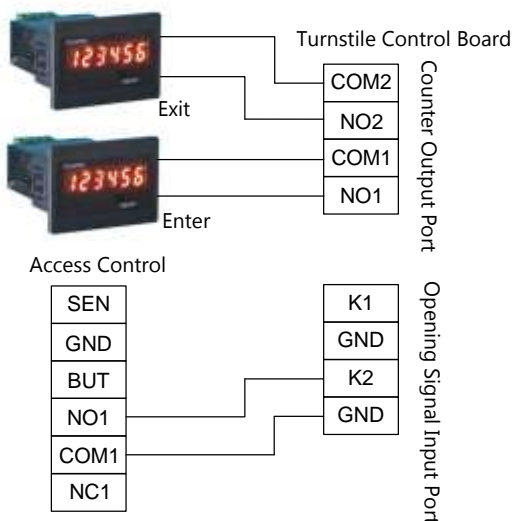 Turnstile Control Board
123456
Exit
COM2
NO2
COM1
NO1
Counter Output Port
123456
Enter
Access Control
SEN
GND
BUT
NO1
COM1
NC1
K1
GND
K2
GND
Opening Signal Input Port